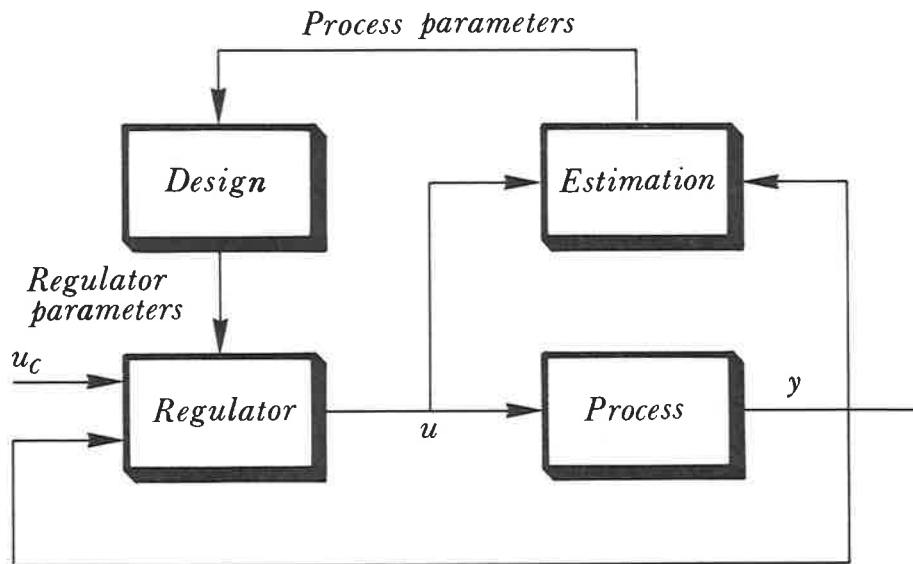 Process parameters
Design
Estimation
Regulator
parameters
u_C
Regulator
u
Process
y